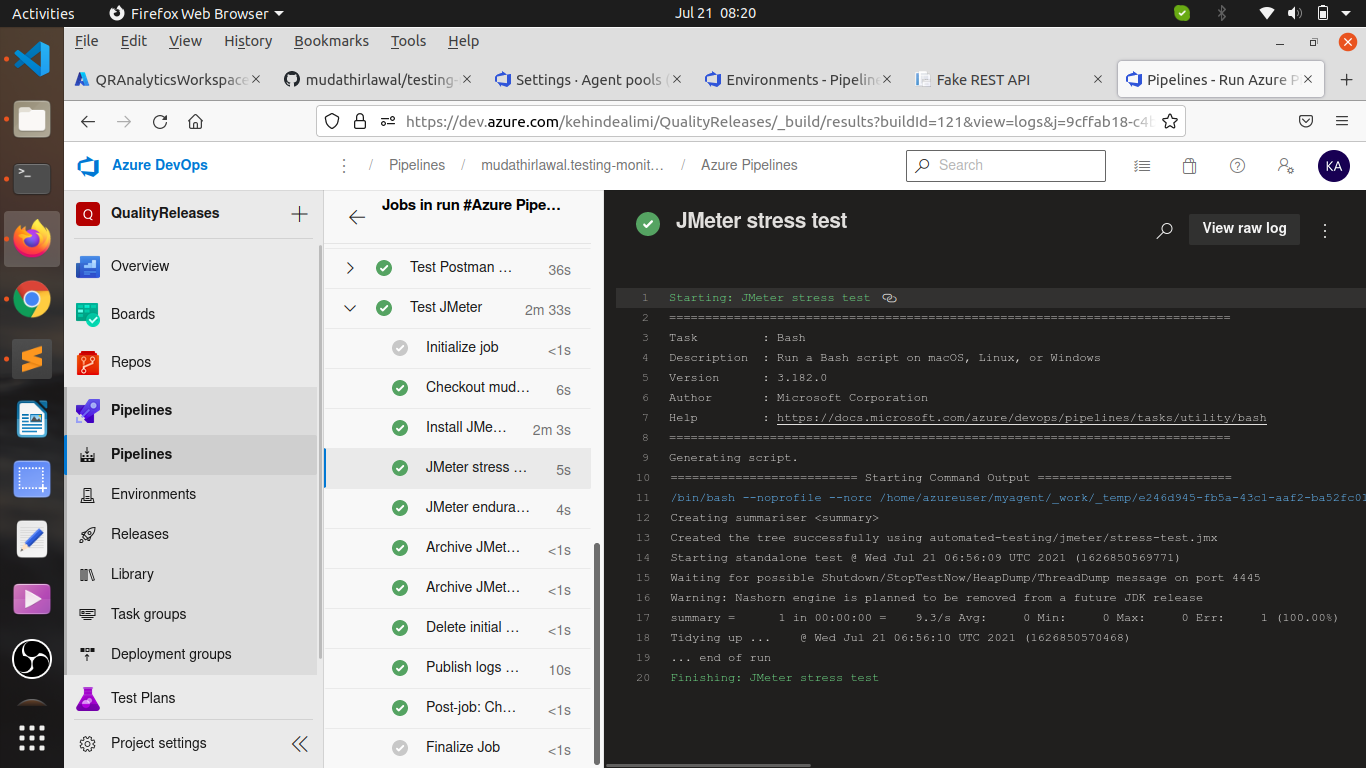 Activities
Firefox Web Browser
Jul 21 08:20
File Edit View History Bookmarks Tools Help
QRAnalyticsWorkspace
mudathirlawal/testing-
Settings · Agent pools (
Environments - Pipeline
Fake REST API
Pipelines - Run Azure P
https://dev.azure.com/kehindealimi/QualityReleases/_build/results?buildId=121&view=logs&j=9cffab18-c4b
Azure DevOps
/ Pipelines / mudathirlawal.testing-monit... / Azure Pipelines
Search
KA
Q QualityReleases
Overview
Boards
Repos
Pipelines
Pipelines
Environments
Releases
Library
Task groups
Deployment groups
Test Plans
Project settings
Jobs in run #Azure Pipe...
Test Postman ... 36s
Test JMeter 2m 33s
Initialize job <1s
Checkout mud... 6s
Install JMe... 2m 3s
JMeter stress ... 5s
JMeter endura... 4s
Archive JMet... <1s
Archive JMet... <1s
Delete initial ... <1s
Publish logs ... 10s
Post-job: Ch... <1s
Finalize Job <1s
JMeter stress test
View raw log
1 Starting: JMeter stress test
2 ==============================================================================
3 Task : Bash
4 Description : Run a Bash script on macOS, Linux, or Windows
5 Version : 3.182.0
6 Author : Microsoft Corporation
7 Help : https://docs.microsoft.com/azure/devops/pipelines/tasks/utility/bash
8 ==============================================================================
9 Generating script.
10 ========================== Starting Command Output ===========================
11 /bin/bash --noprofile --norc /home/azureuser/myagent/_work/_temp/e246d945-fb5a-43c1-aaf2-ba52fc01
12 Creating summariser <summary>
13 Created the tree successfully using automated-testing/jmeter/stress-test.jmx
14 Starting standalone test @ Wed Jul 21 06:56:09 UTC 2021 (1626850569771)
15 Waiting for possible Shutdown/StopTestNow/HeapDump/ThreadDump message on port 4445
16 Warning: Nashorn engine is planned to be removed from a future JDK release
17 summary = 1 in 00:00:00 = 9.3/s Avg: 0 Min: 0 Max: 0 Err: 1 (100.00%)
18 Tidying up ... @ Wed Jul 21 06:56:10 UTC 2021 (1626850570468)
19 ... end of run
20 Finishing: JMeter stress test